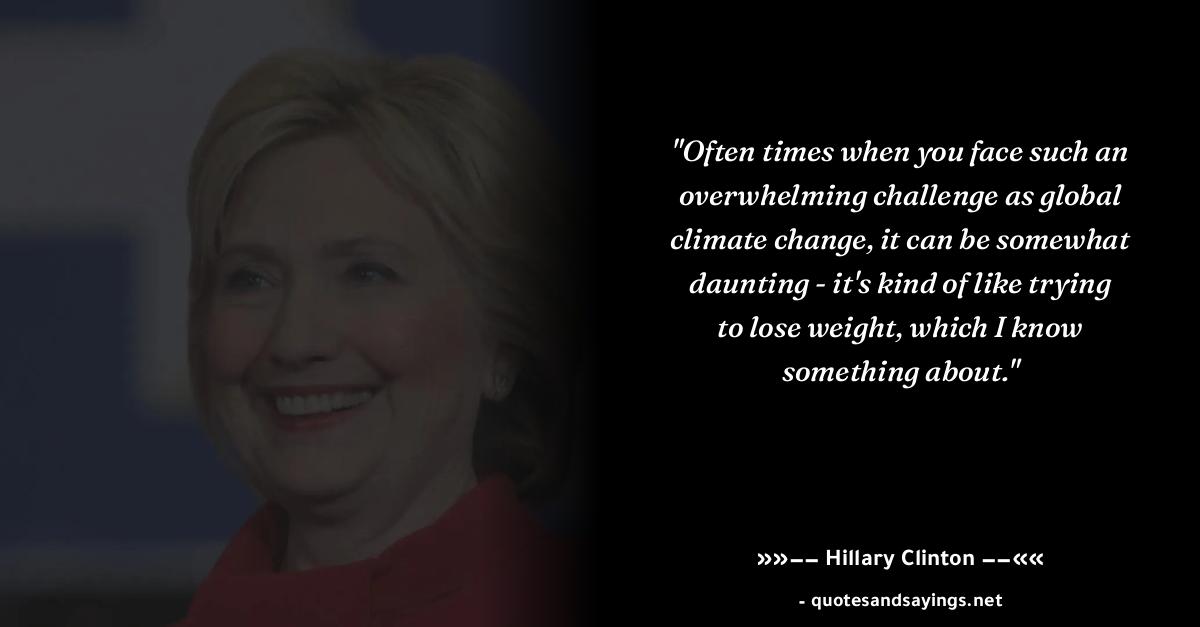 "Often times when you face such an
overwhelming challenge as global
climate change, it can be somewhat
daunting - it's kind of like trying
to lose weight, which I know
something about."
»»−− Hillary Clinton −−««
- quotesandsayings.net